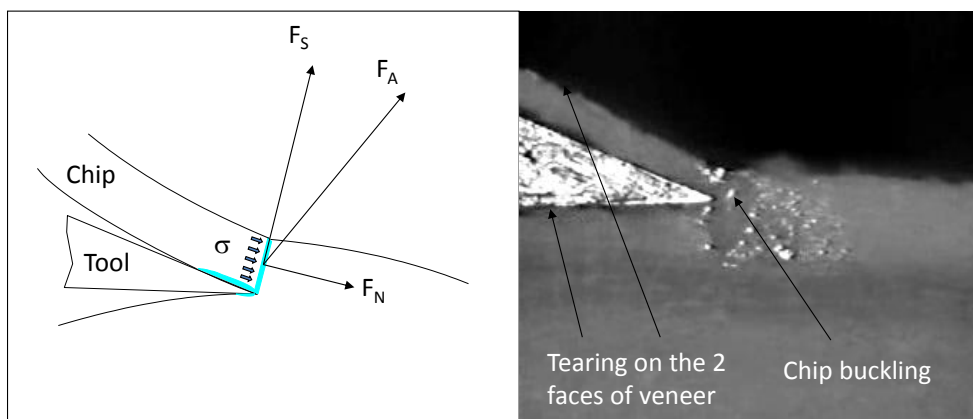 F_S
F_A
Chip
σ
Tool
F_N
Tearing on the 2
faces of veneer
Chip buckling